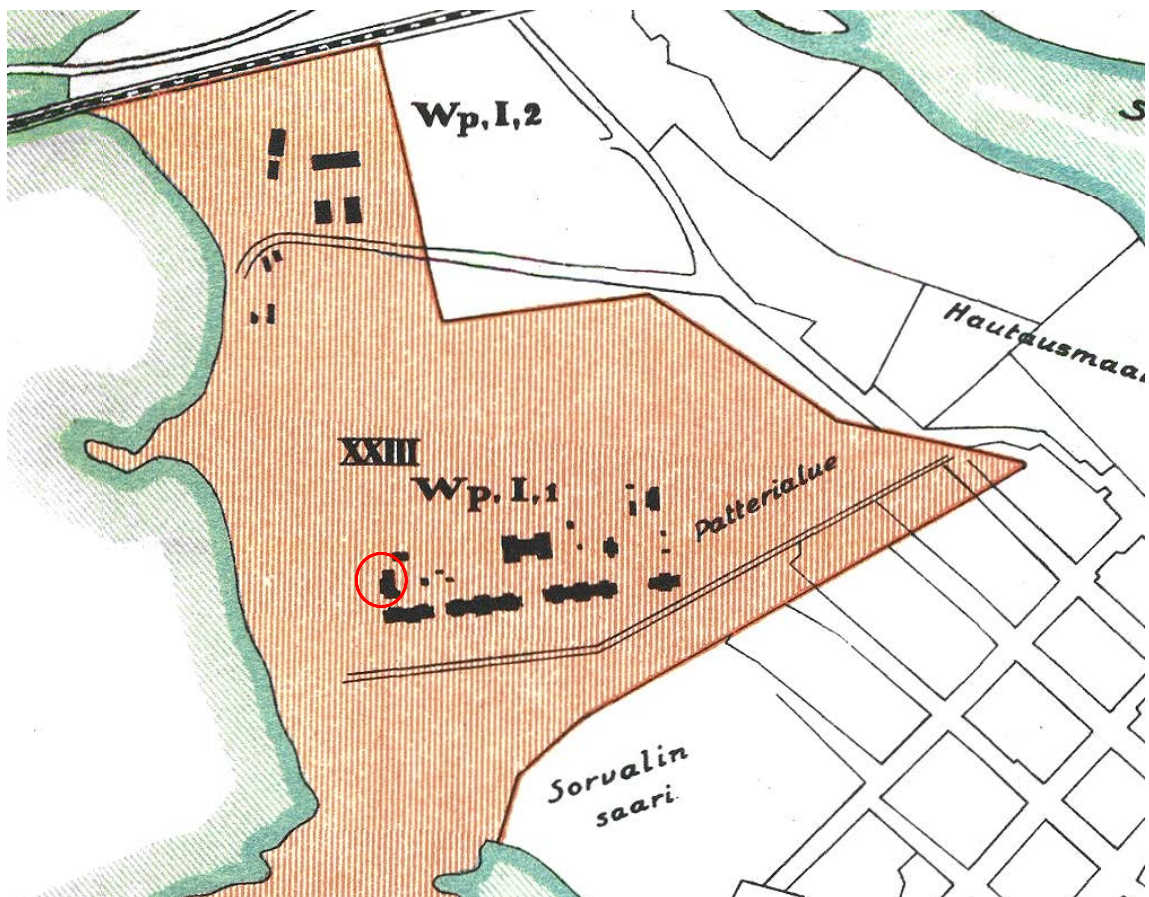 Wp, I, 2
S
Hautausmaa
XXIII
Wp. I, 1
Patterialue
Sorvalin
saari